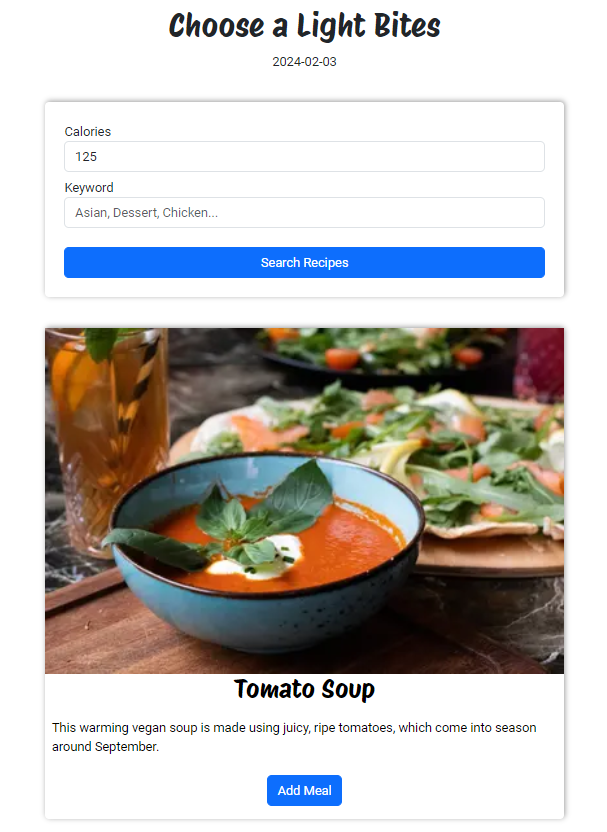 Choose a Light Bites
2024-02-03
Calories
125
Keyword
Asian, Dessert, Chicken...
Search Recipes
Tomato Soup
This warming vegan soup is made using juicy, ripe tomatoes, which come into season
around September.
Add Meal